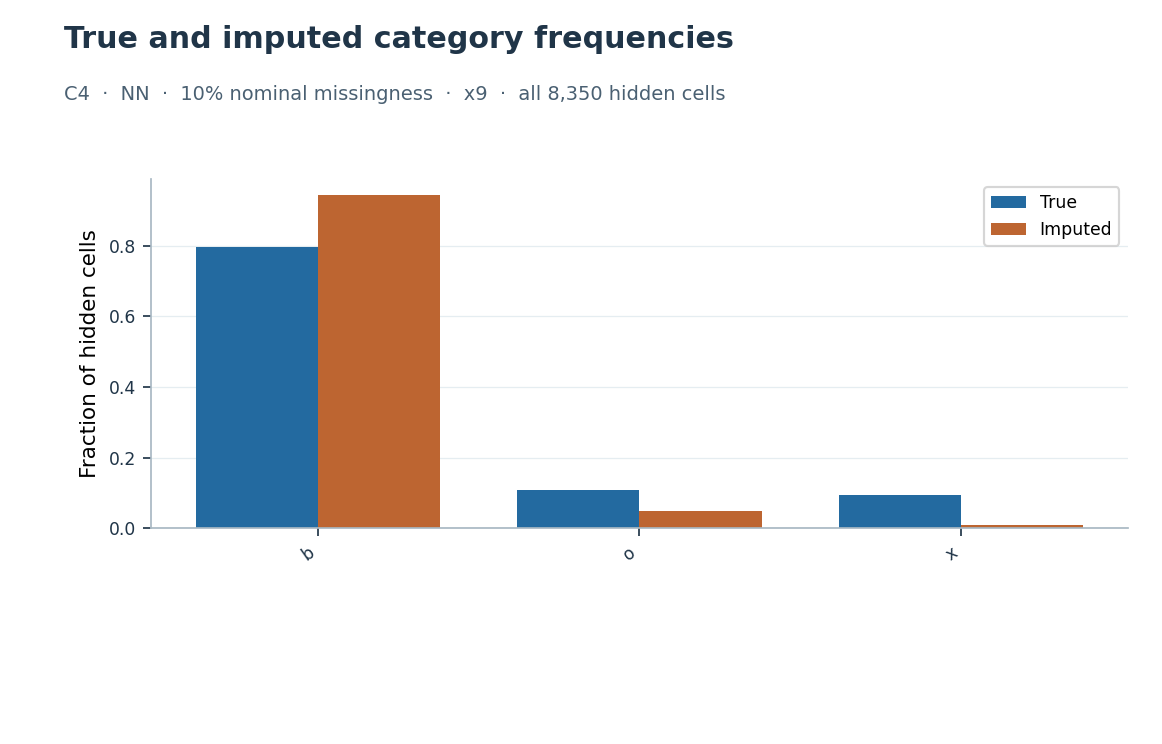 True and imputed category frequencies
C4 · NN · 10% nominal missingness · x9 · all 8,350 hidden cells
True
Imputed
Fraction of hidden cells
0.8
0.6
0.4
0.2
0.0
b
o
x